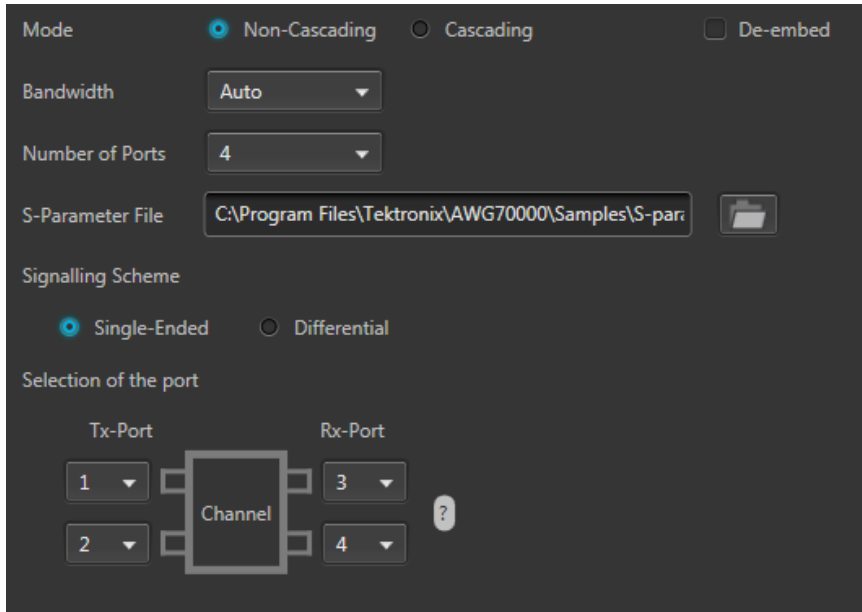 Mode Non-Cascading Cascading De-embed
Bandwidth Auto
Number of Ports 4
S-Parameter File C:\Program Files\Tektronix\AWG70000\Samples\S-para
Signalling Scheme
Single-Ended Differential
Selection of the port
Tx-Port Rx-Port
1 3
Channel ?
2 4